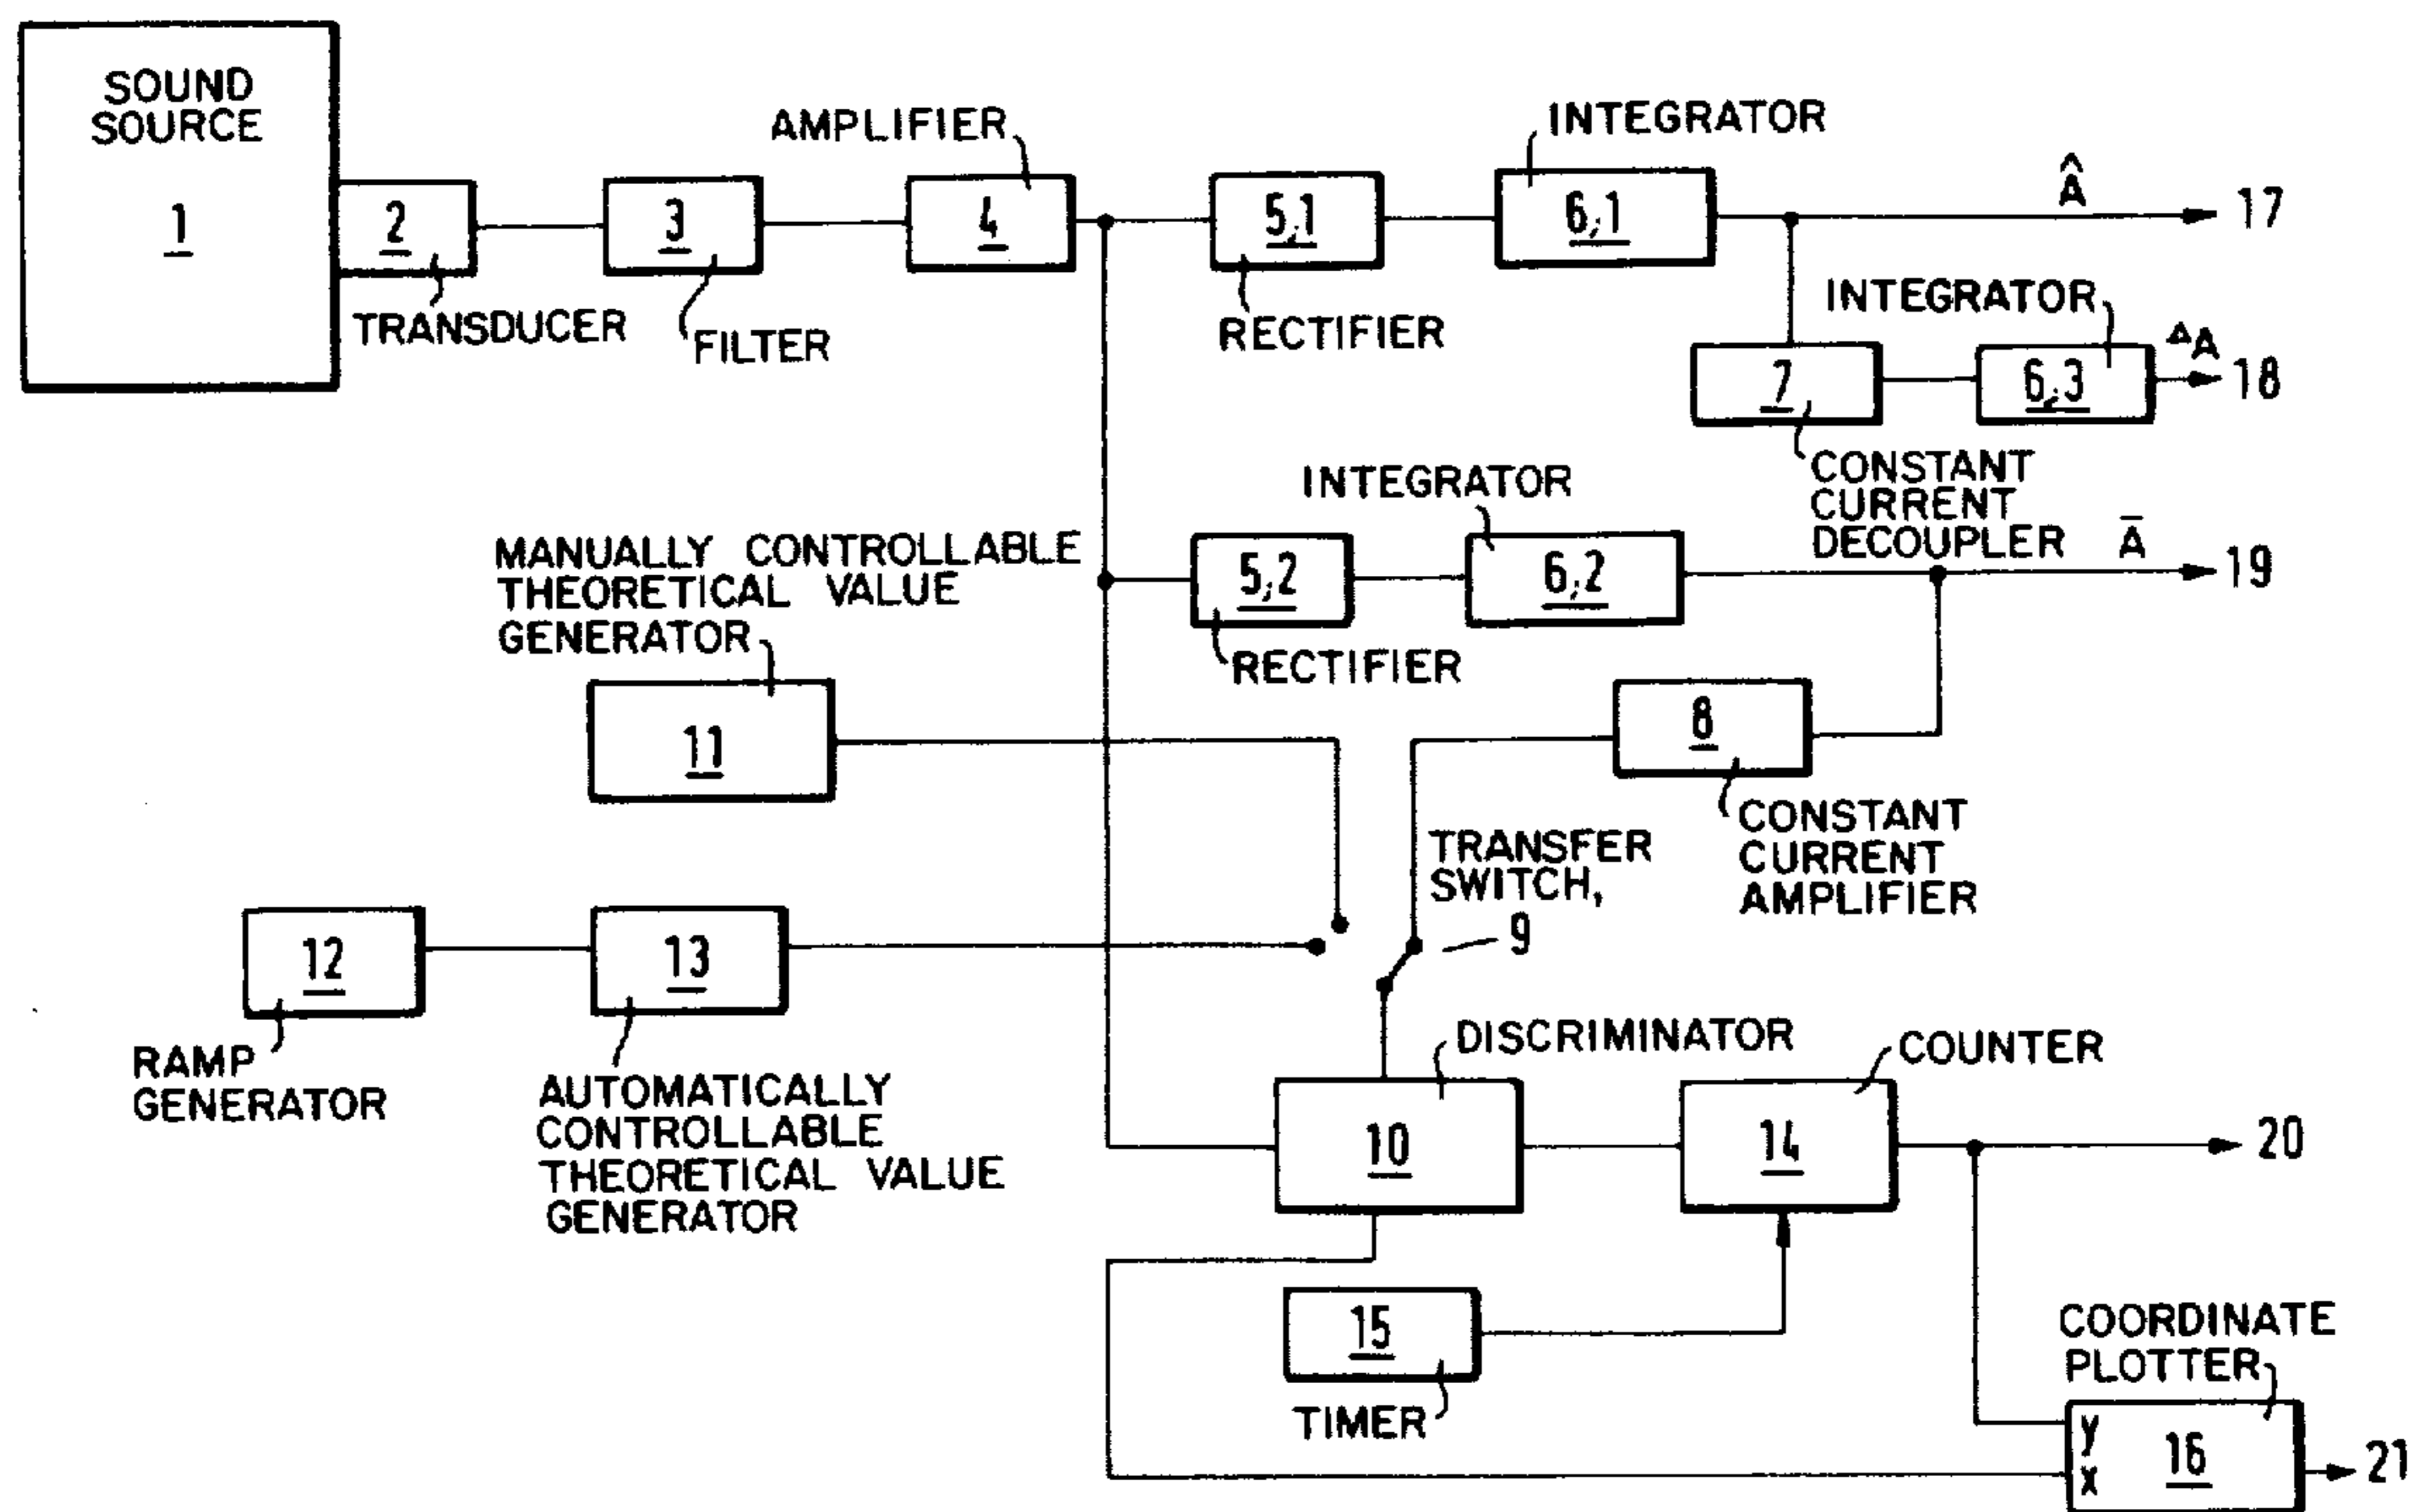 SOUND
SOURCE
1
2
TRANSDUCER
3
FILTER
AMPLIFIER
4
5,1
RECTIFIER
INTEGRATOR
6,1
Â
17
INTEGRATOR
7
6,3
ΔA
18
CONSTANT
CURRENT
DECOUPLER
INTEGRATOR
5,2
RECTIFIER
6,2
Ā
19
MANUALLY CONTROLLABLE
THEORETICAL VALUE
GENERATOR
11
8
CONSTANT
CURRENT
AMPLIFIER
TRANSFER
SWITCH,
9
12
RAMP
GENERATOR
13
AUTOMATICALLY
CONTROLLABLE
THEORETICAL VALUE
GENERATOR
DISCRIMINATOR
10
COUNTER
14
20
15
TIMER
COORDINATE
PLOTTER
y
x
16
21